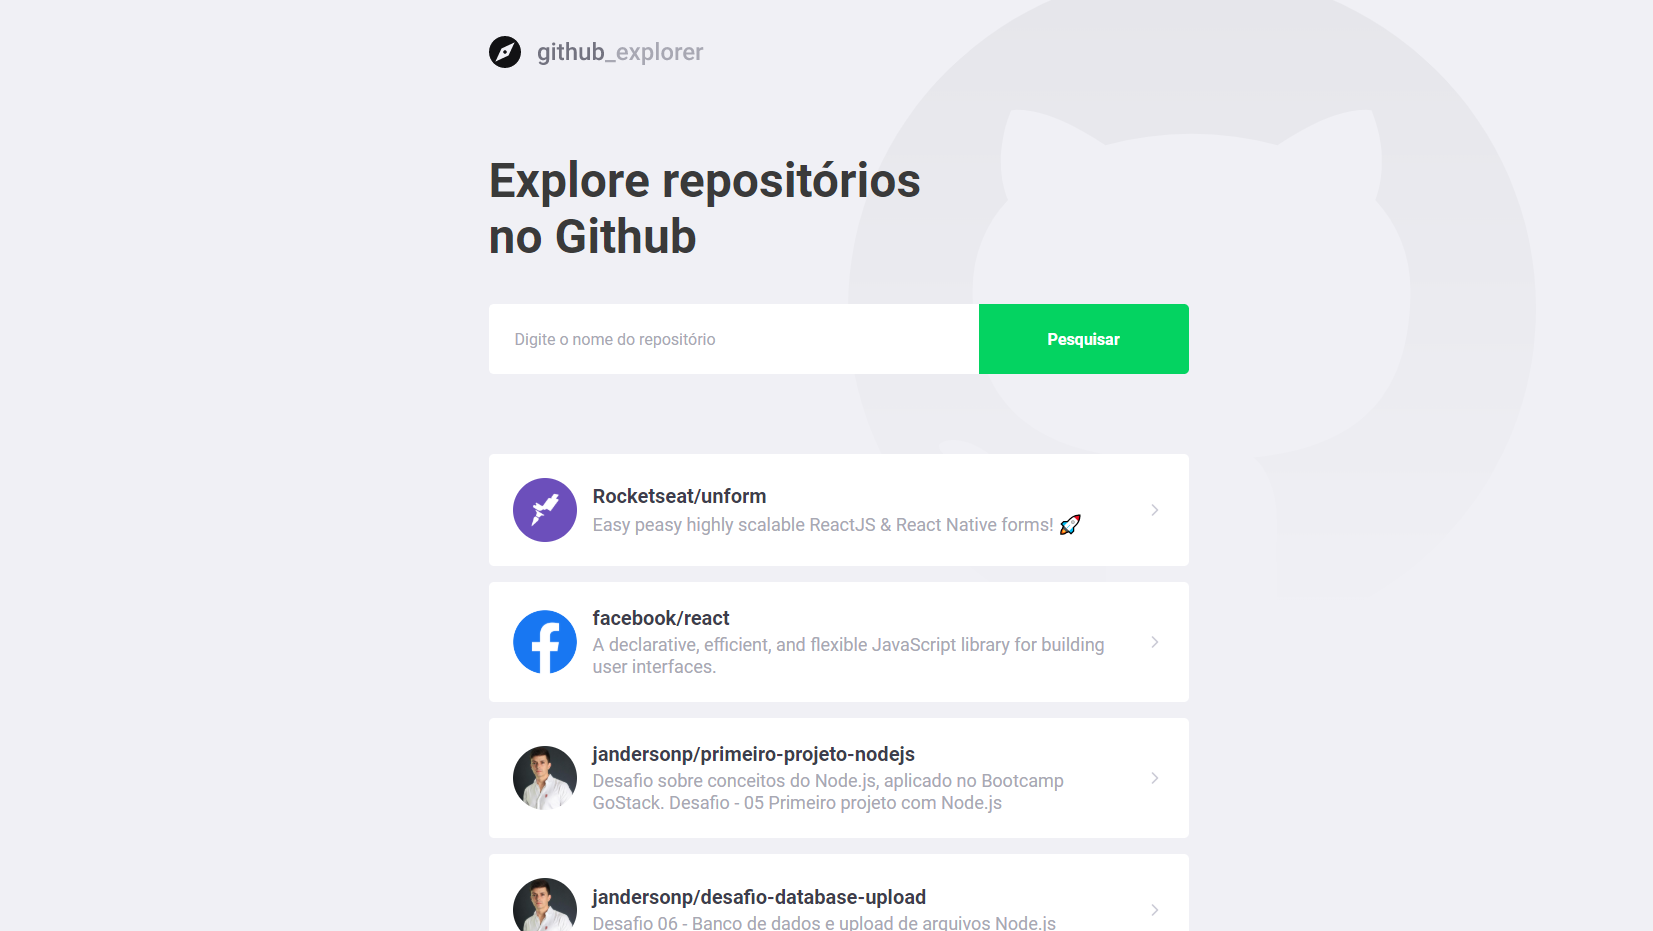 github_explorer
Explore repositórios
no Github
Digite o nome do repositório
Pesquisar
Rocketseat/unform
Easy peasy highly scalable ReactJS & React Native forms! 🚀
facebook/react
A declarative, efficient, and flexible JavaScript library for building
user interfaces.
jandersonp/primeiro-projeto-nodejs
Desafio sobre conceitos do Node.js, aplicado no Bootcamp
GoStack. Desafio - 05 Primeiro projeto com Node.js
jandersonp/desafio-database-upload
Desafio 06 - Banco de dados e upload de arquivos Node.js